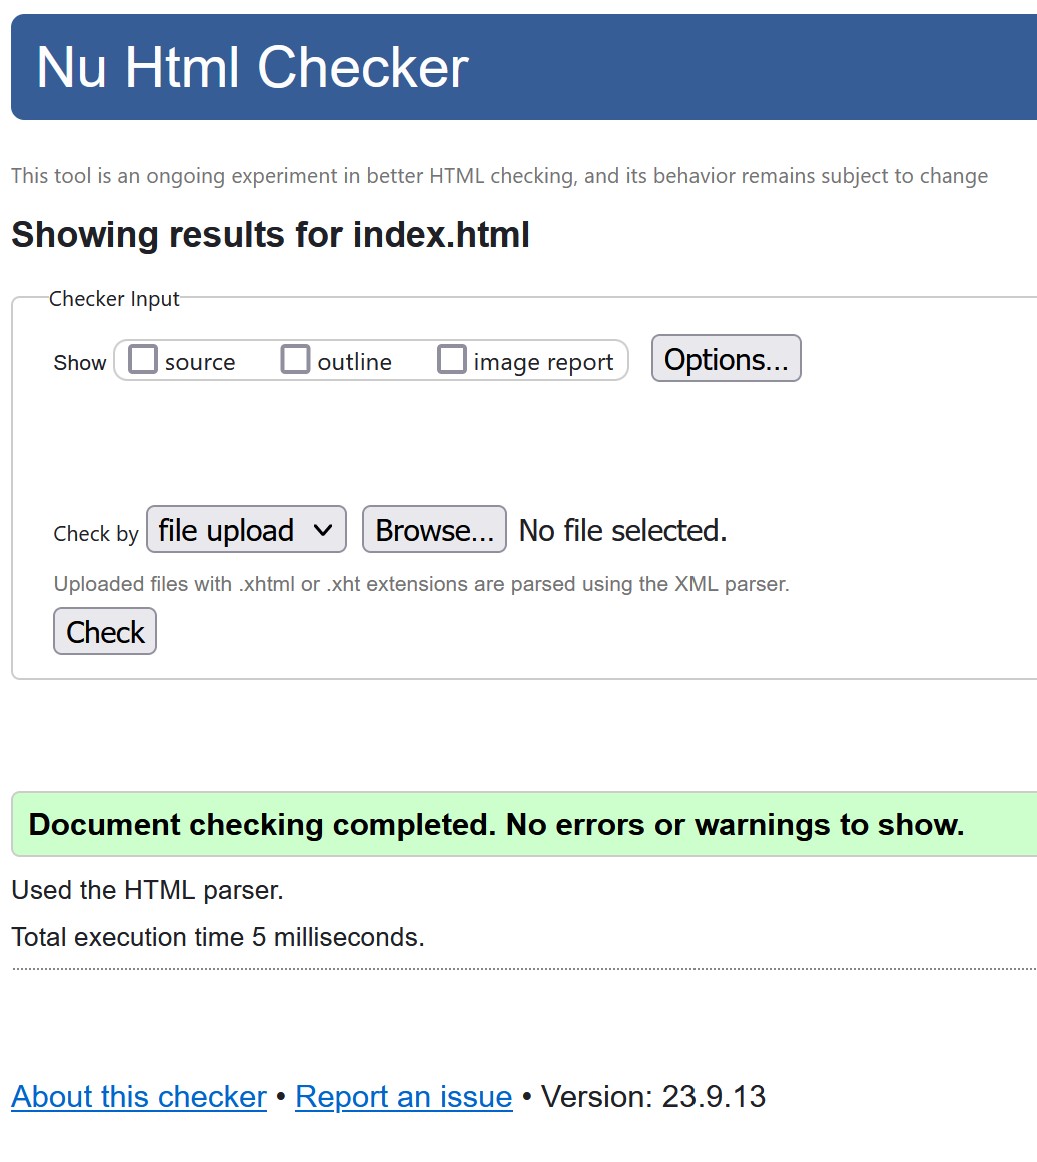 Nu Html Checker
This tool is an ongoing experiment in better HTML checking, and its behavior remains subject to change
Showing results for index.html
Checker Input
Show source outline image report Options...
Check by file upload Browse... No file selected.
Uploaded files with .xhtml or .xht extensions are parsed using the XML parser.
Check
Document checking completed. No errors or warnings to show.
Used the HTML parser.
Total execution time 5 milliseconds.
About this checker • Report an issue • Version: 23.9.13